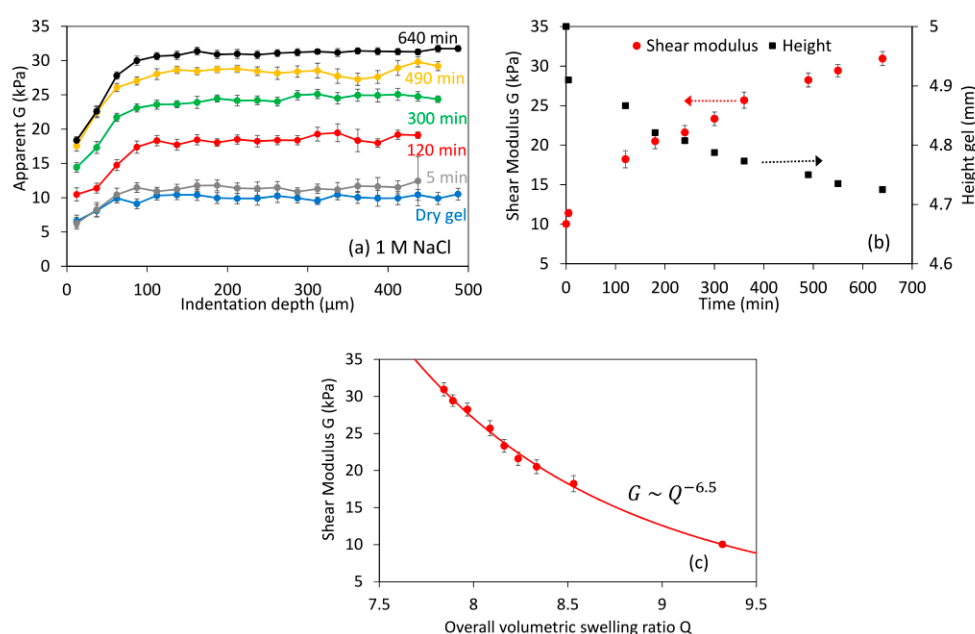 35
30
25
20
15
10
5
0
Apparent G (kPa)
640 min
490 min
300 min
120 min
5 min
Dry gel
(a) 1 M NaCl
0 100 200 300 400 500
Indentation depth (µm)
35
30
25
20
15
10
5
Shear Modulus G (kPa)
Shear modulus Height
(b)
5
4.9
4.8
4.7
4.6
Height gel (mm)
0 100 200 300 400 500 600 700
Time (min)
35
30
25
20
15
10
5
Shear Modulus G (kPa)
G ~ Q^−6.5
(c)
7.5 8 8.5 9 9.5
Overall volumetric swelling ratio Q